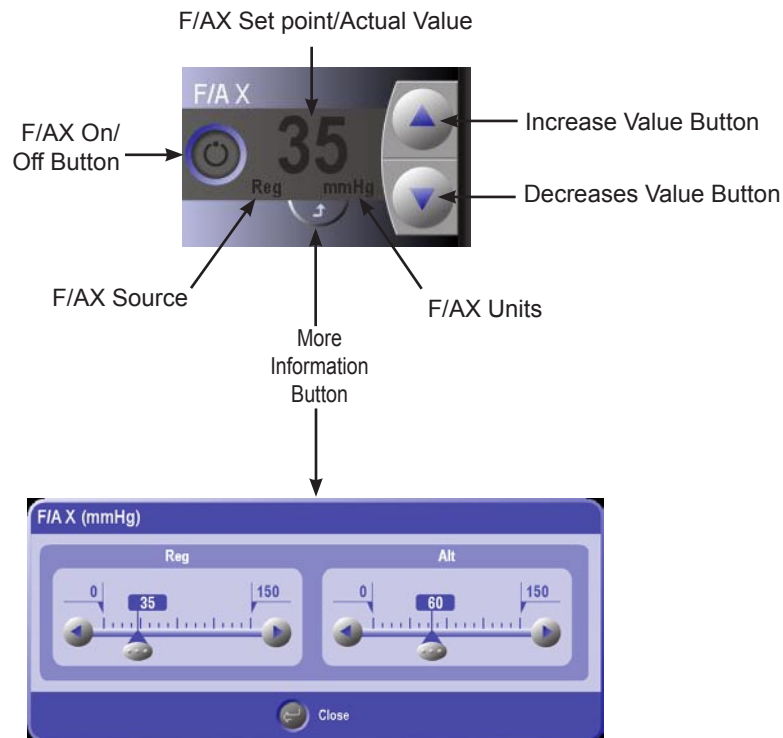 F/AX Set point/Actual Value
F/A X
F/AX On/
Off Button
35
Reg
mmHg
Increase Value Button
Decreases Value Button
F/AX Source
F/AX Units
More
Information
Button
F/A X (mmHg)
Reg
0
35
150
Alt
0
60
150
Close